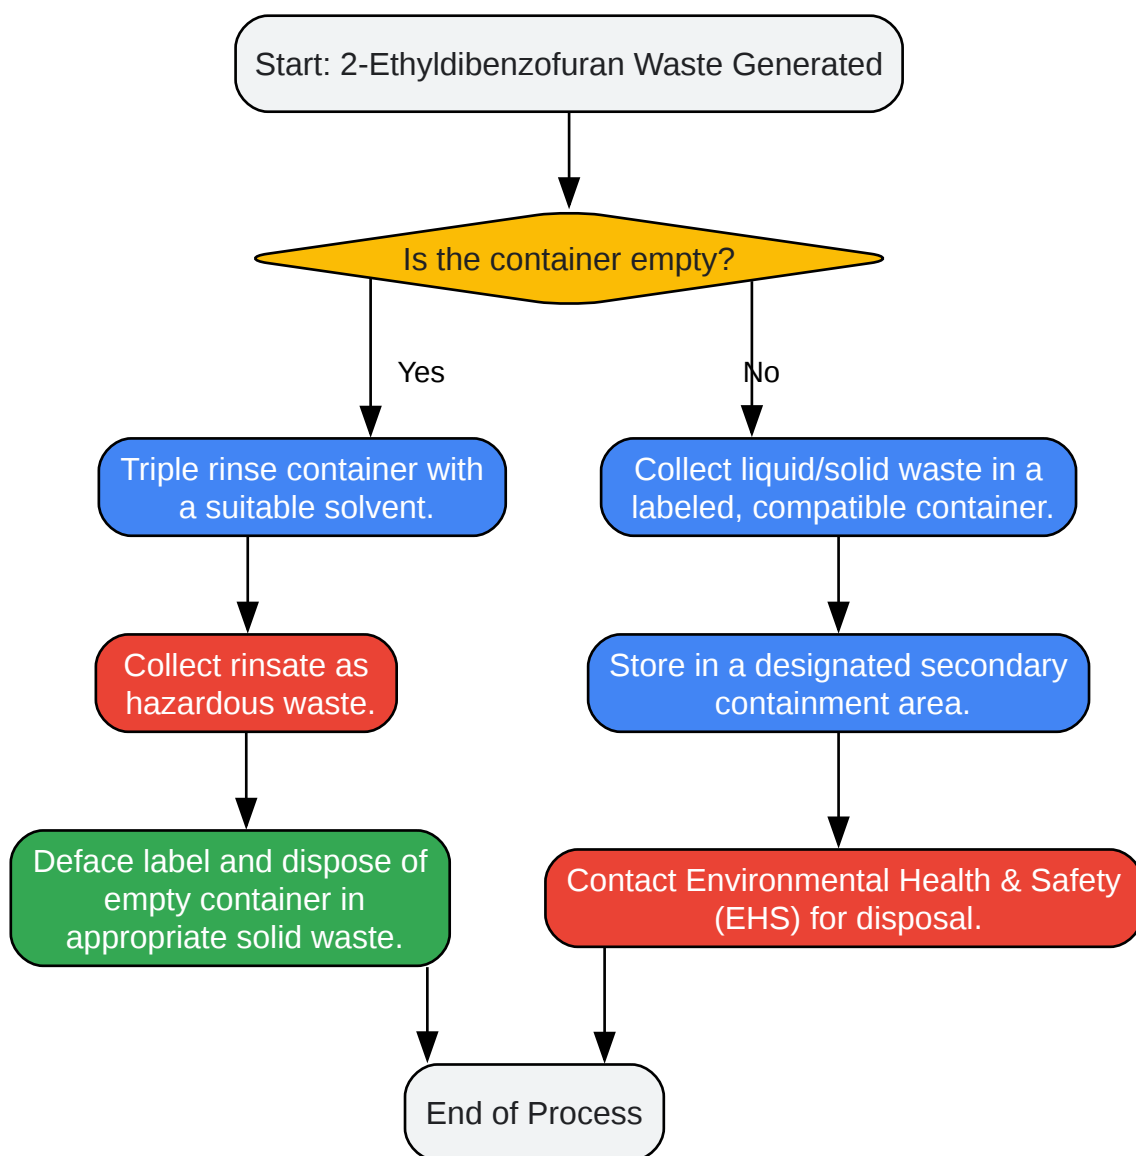 Start: 2-Ethyldibenzofuran Waste Generated
Is the container empty?
Yes
No
Triple rinse container with
a suitable solvent.
Collect liquid/solid waste in a
labeled, compatible container.
Collect rinsate as
hazardous waste.
Store in a designated secondary
containment area.
Deface label and dispose of
empty container in
appropriate solid waste.
Contact Environmental Health & Safety
(EHS) for disposal.
End of Process